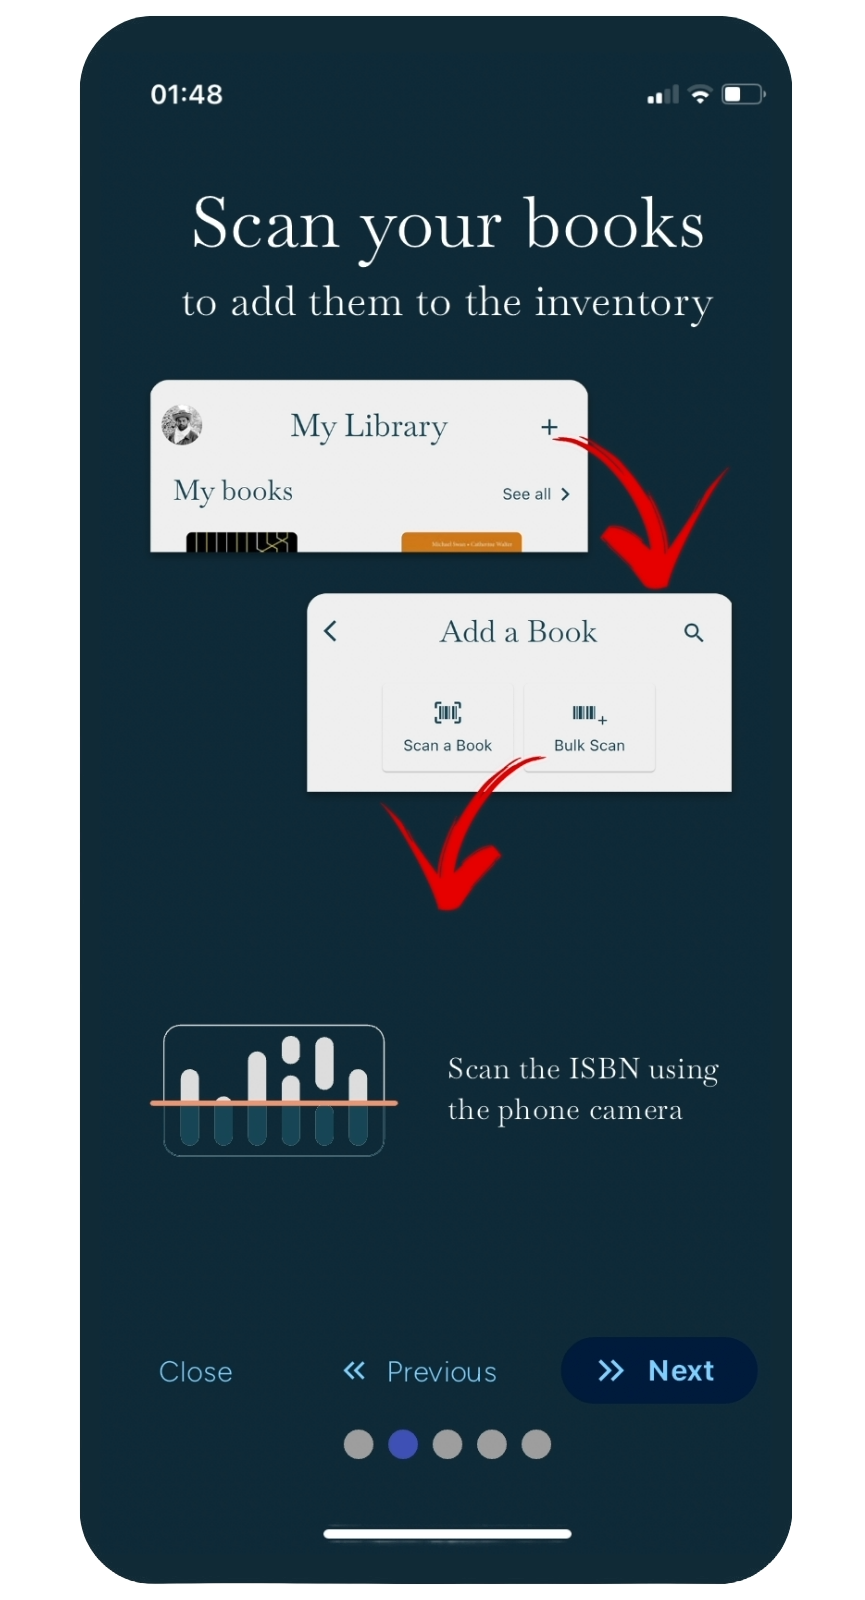 01:48
Scan your books
to add them to the inventory
My Library
+
My books
See all
Add a Book
Scan a Book
Bulk Scan
Scan the ISBN using
the phone camera
Close
Previous
Next